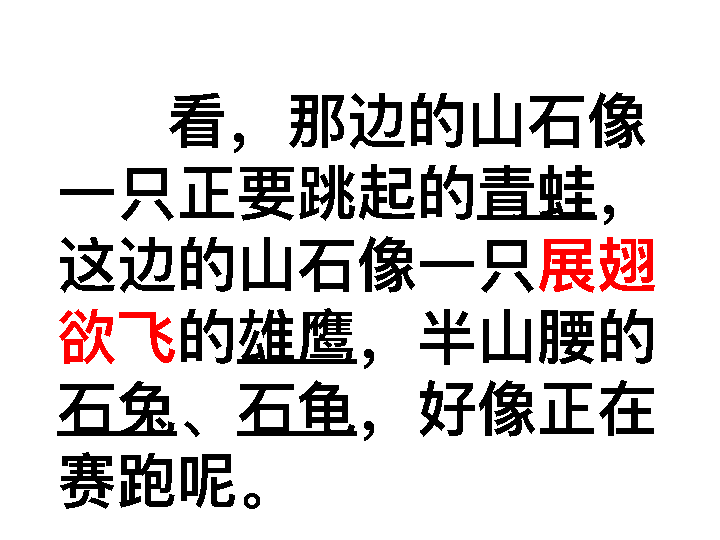 看，那边的山石像
一只正要跳起的青蛙，
这边的山石像一只展翅
欲飞的雄鹰，半山腰的
石兔、石龟，好像正在
赛跑呢。